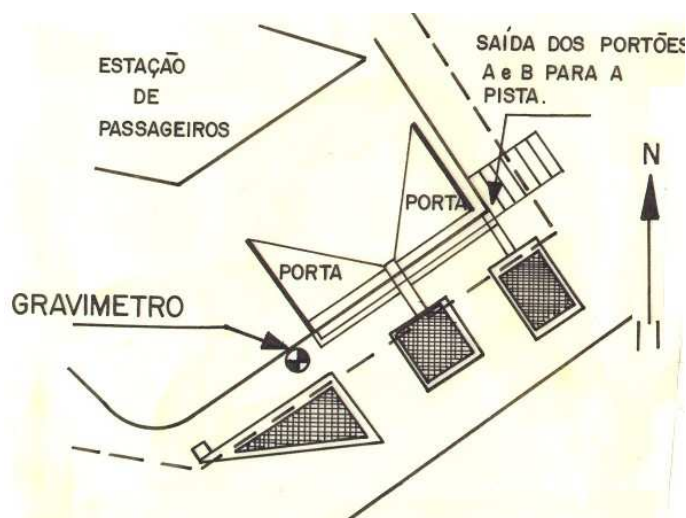 ESTAÇÃO
DE
PASSAGEIROS
SAÍDA DOS PORTÕES
A e B PARA A
PISTA.
PORTA
N
PORTA
GRAVIMETRO